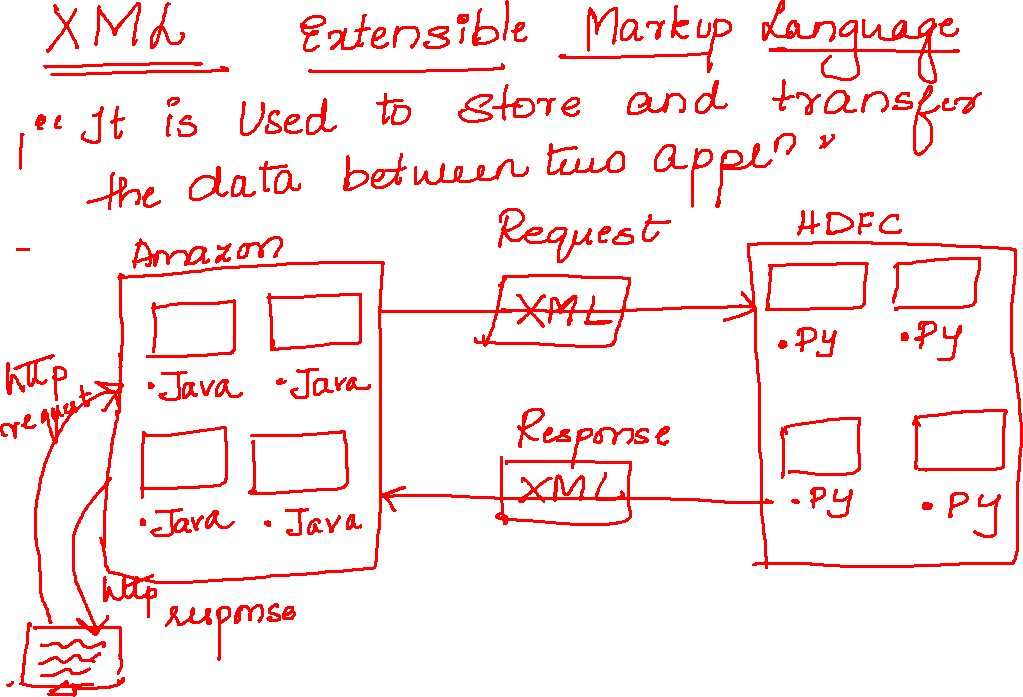 XML Extensible Markup Language
"It is Used to store and transfer
the data between two appln"
Request
HDFC
Amazon
XML
.Py .Py
http
request
.Java .Java
Response
XML
.Java .Java
.Py .Py
http
response